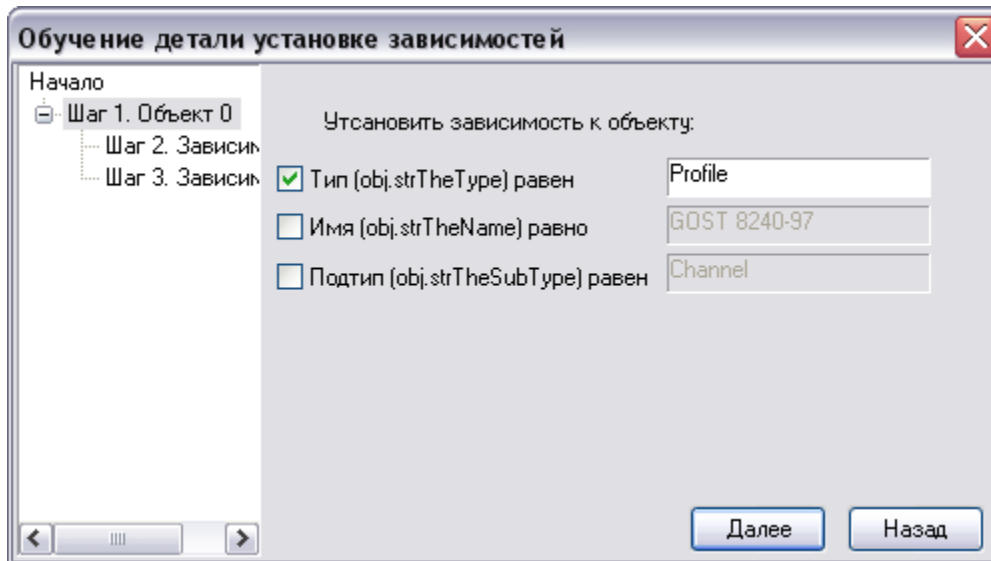 Обучение детали установке зависимостей
Начало
Шаг 1. Объект 0
Шаг 2. Зависим
Шаг 3. Зависим
Утсановить зависимость к объекту:
Тип (obj.strTheType) равен
Profile
Имя (obj.strTheName) равно
GOST 8240-97
Подтип (obj.strTheSubType) равен
Channel
Далее
Назад